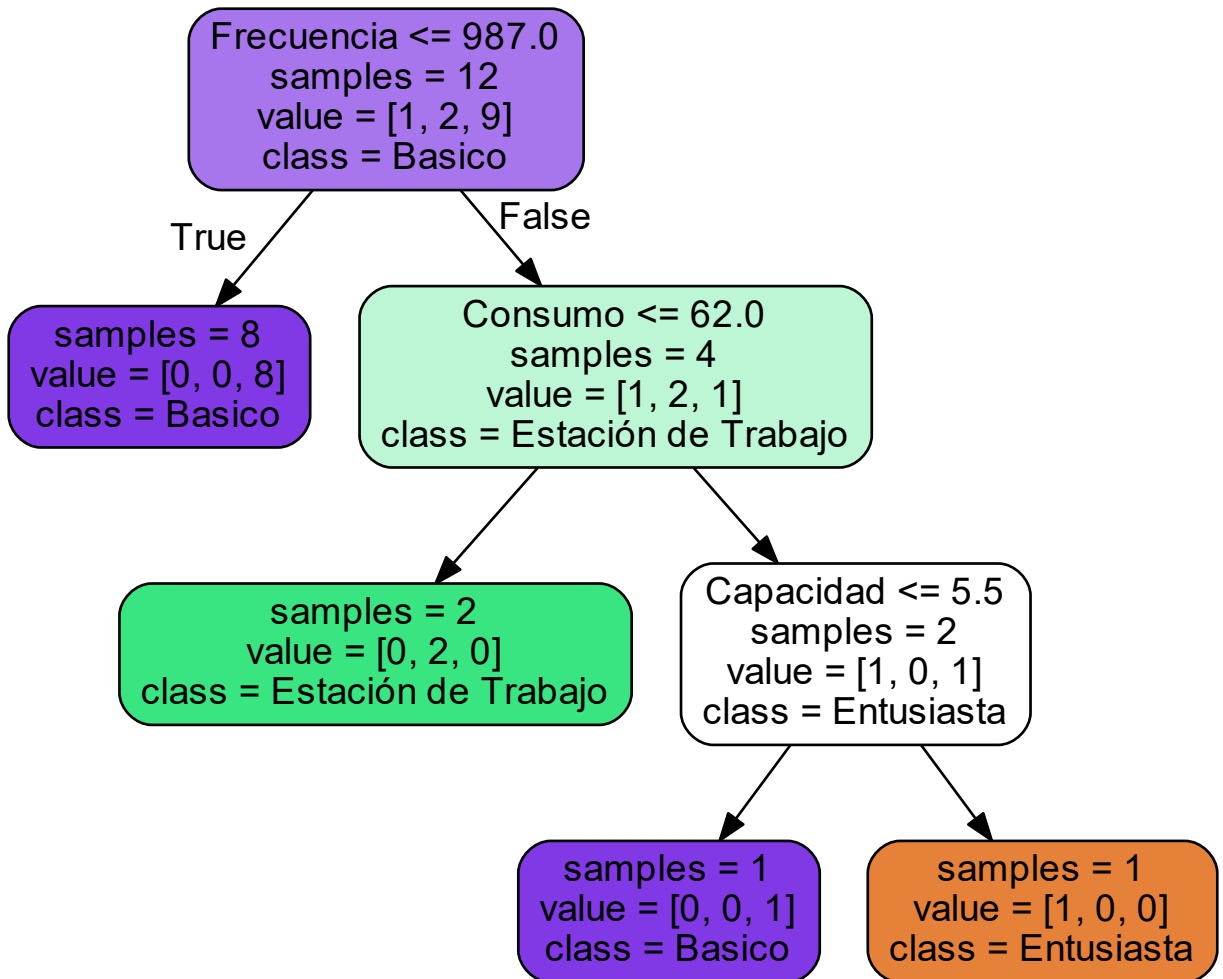 Frecuencia <= 987.0
samples = 12
value = [1, 2, 9]
class = Basico
True
False
samples = 8
value = [0, 0, 8]
class = Basico
Consumo <= 62.0
samples = 4
value = [1, 2, 1]
class = Estación de Trabajo
samples = 2
value = [0, 2, 0]
class = Estación de Trabajo
Capacidad <= 5.5
samples = 2
value = [1, 0, 1]
class = Entusiasta
samples = 1
value = [0, 0, 1]
class = Basico
samples = 1
value = [1, 0, 0]
class = Entusiasta